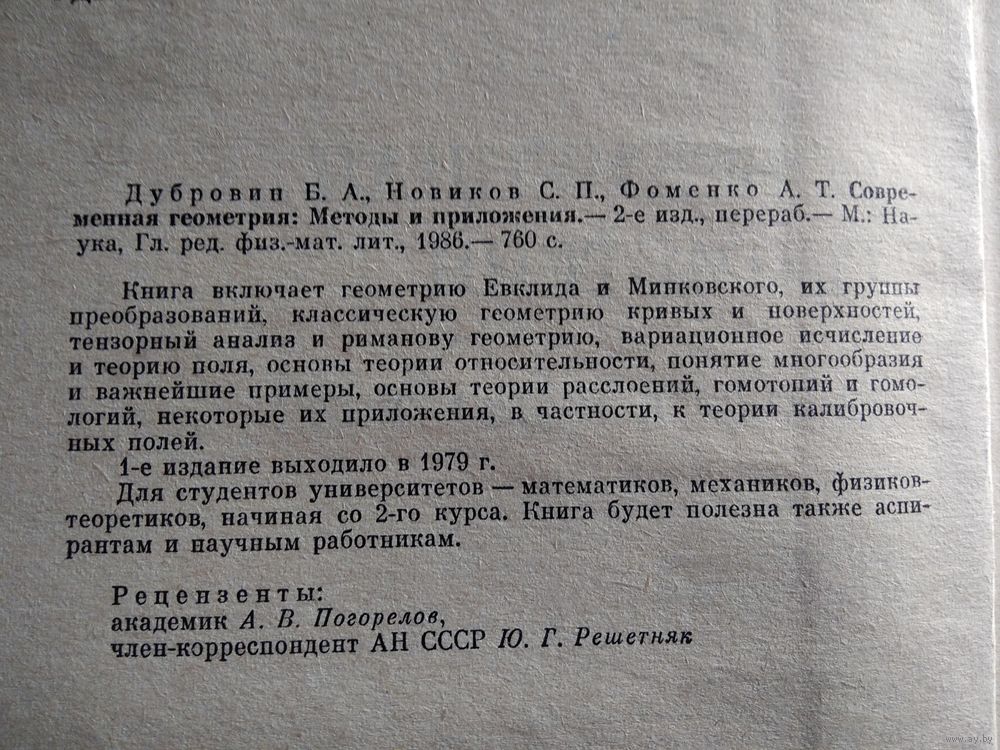 Дубровин Б. А., Новиков С. П., Фоменко А. Т. Совре-
менная геометрия: Методы и приложения.— 2-е изд., перераб.— М.: На-
ука, Гл. ред. физ.-мат. лит., 1986.— 760 с.
Книга включает геометрию Евклида и Минковского, их группы
преобразований, классическую геометрию кривых и поверхностей,
тензорный анализ и риманову геометрию, вариационное исчисление
и теорию поля, основы теории относительности, понятие многообразия
и важнейшие примеры, основы теории расслоений, гомотопий и гомо-
логий, некоторые их приложения, в частности, к теории калибровоч-
ных полей.
1-е издание выходило в 1979 г.
Для студентов университетов — математиков, механиков, физиков-
теоретиков, начиная со 2-го курса. Книга будет полезна также аспи-
рантам и научным работникам.
Рецензенты:
академик А. В. Погорелов,
член-корреспондент АН СССР Ю. Г. Решетняк
www.ay.by